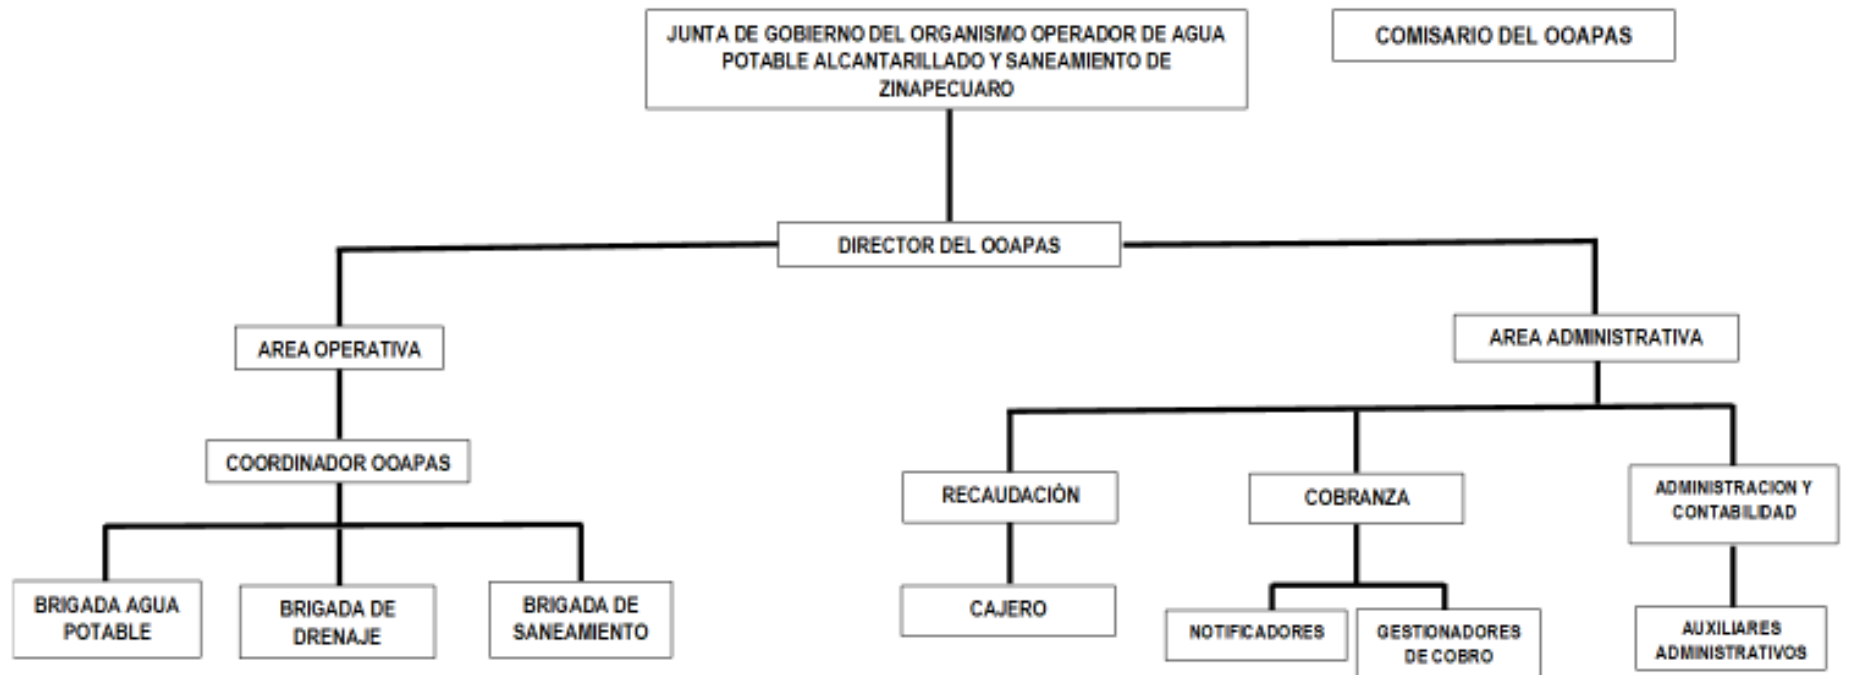 JUNTA DE GOBIERNO DEL ORGANISMO OPERADOR DE AGUA
POTABLE ALCANTARILLADO Y SANEAMIENTO DE
ZINAPECUARO
COMISARIO DEL OOAPAS
DIRECTOR DEL OOAPAS
AREA OPERATIVA
AREA ADMINISTRATIVA
COORDINADOR OOAPAS
RECAUDACIÓN
COBRANZA
ADMINISTRACION Y
CONTABILIDAD
BRIGADA AGUA
POTABLE
BRIGADA DE
DRENAJE
BRIGADA DE
SANEAMIENTO
CAJERO
NOTIFICADORES
GESTIONADORES
DE COBRO
AUXILIARES
ADMINISTRATIVOS